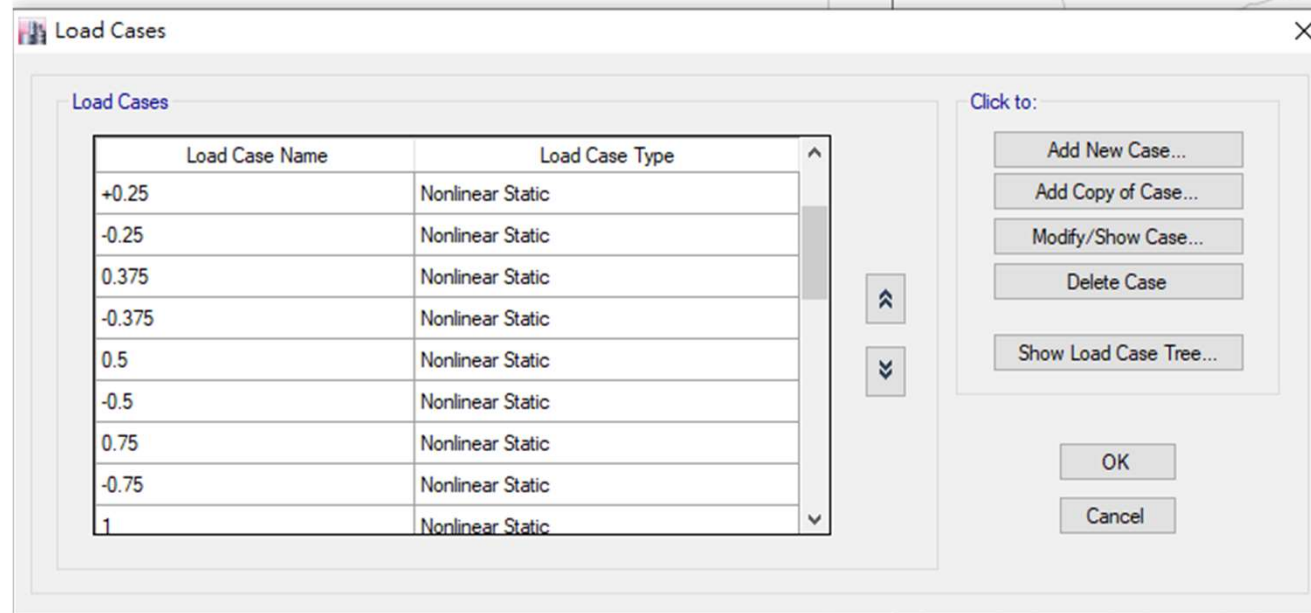 Load Cases
Load Cases
Click to:
Load Case Name Load Case Type
+0.25 Nonlinear Static
-0.25 Nonlinear Static
0.375 Nonlinear Static
-0.375 Nonlinear Static
0.5 Nonlinear Static
-0.5 Nonlinear Static
0.75 Nonlinear Static
-0.75 Nonlinear Static
1 Nonlinear Static
Add New Case...
Add Copy of Case...
Modify/Show Case...
Delete Case
Show Load Case Tree...
OK
Cancel